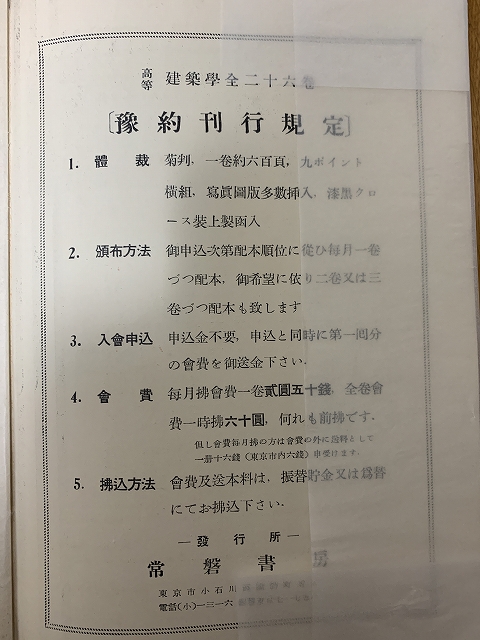 高等 建築學全二十六卷
〔豫約刊行規定〕
1. 體裁 菊判，一卷約六百頁，九ポイント
橫組，寫眞圖版多數挿入，漆黑クロ
ース裝上製函入
2. 頒布方法 御申込次第配本順位に從ひ每月一卷
づつ配本，御希望に依り二卷又は三
卷づつ配本も致します
3. 入會申込 申込金不要，申込と同時に第一囘分
の會費を御送金下さい．
4. 會費 每月拂會費一卷貳圓五十錢，全卷會
費一時拂六十圓，何れも前拂です．
但し會費每月拂の方は會費の外に送料として
一册十六錢（東京市內六錢）申受けます．
5. 拂込方法 會費及送本料は，振替貯金又は爲替
にてお拂込下さい．
―發行所―
常磐書房
東京市小石川
電話(小)一三一六